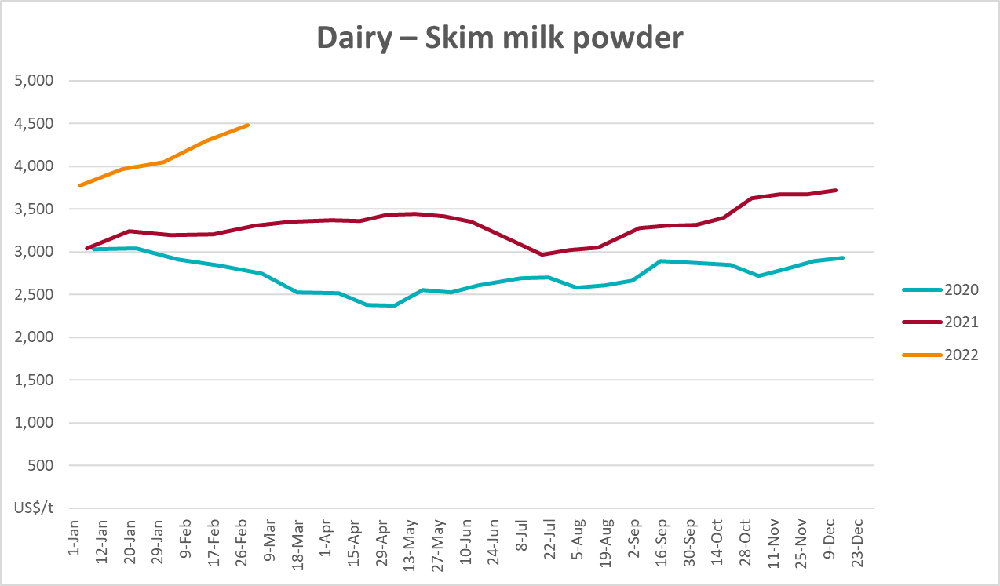 Dairy – Skim milk powder
5,000
4,500
4,000
3,500
3,000
2,500
2,000
1,500
1,000
500
US$/t
1-Jan
12-Jan
20-Jan
29-Jan
9-Feb
17-Feb
26-Feb
9-Mar
18-Mar
1-Apr
15-Apr
29-Apr
13-May
27-May
10-Jun
24-Jun
8-Jul
22-Jul
5-Aug
19-Aug
2-Sep
16-Sep
30-Sep
14-Oct
28-Oct
11-Nov
25-Nov
9-Dec
23-Dec
2020
2021
2022